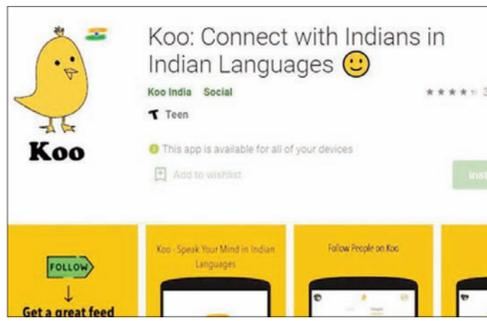 Koo: Connect with Indians in
Indian Languages
Koo India Social
Teen
This app is available for all of your devices
Add to wishlist
Koo
Koo - Speak Your Mind in Indian
Languages
Follow People on Koo
FOLLOW
Get a great feed